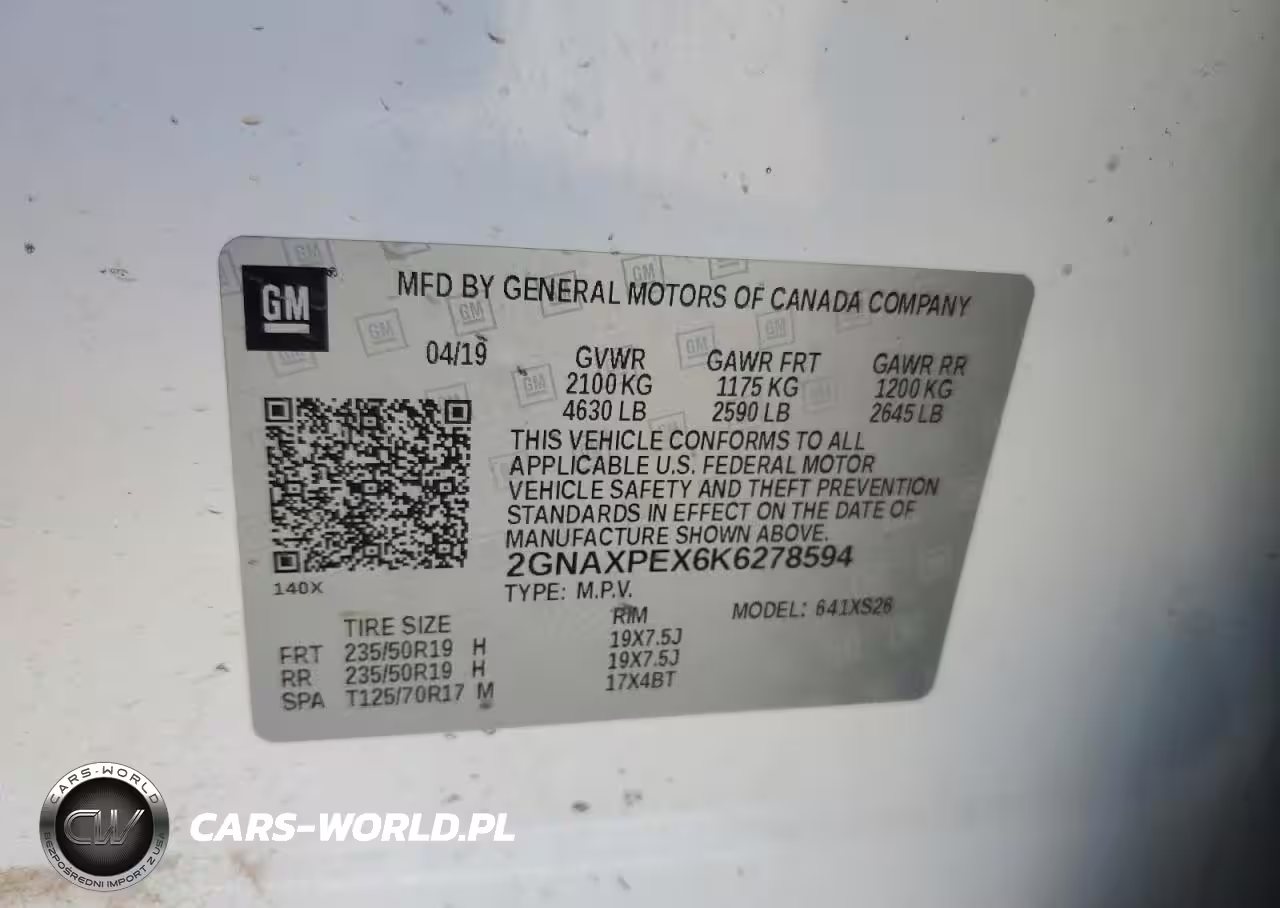 GM
MFD BY GENERAL MOTORS OF CANADA COMPANY
04/19
GVWR GAWR FRT GAWR RR
2100 KG 1175 KG 1200 KG
4630 LB 2590 LB 2645 LB
THIS VEHICLE CONFORMS TO ALL
APPLICABLE U.S. FEDERAL MOTOR
VEHICLE SAFETY AND THEFT PREVENTION
STANDARDS IN EFFECT ON THE DATE OF
MANUFACTURE SHOWN ABOVE.
2GNAXPEX6K6278594
140X
TYPE: M.P.V.
MODEL: 641XS26
TIRE SIZE RIM
FRT 235/50R19 H 19X7.5J
RR 235/50R19 H 19X7.5J
SPA T125/70R17 M 17X4BT
CARS-WORLD
CW
BEZPOŚREDNI IMPORT Z USA
CARS-WORLD.PL